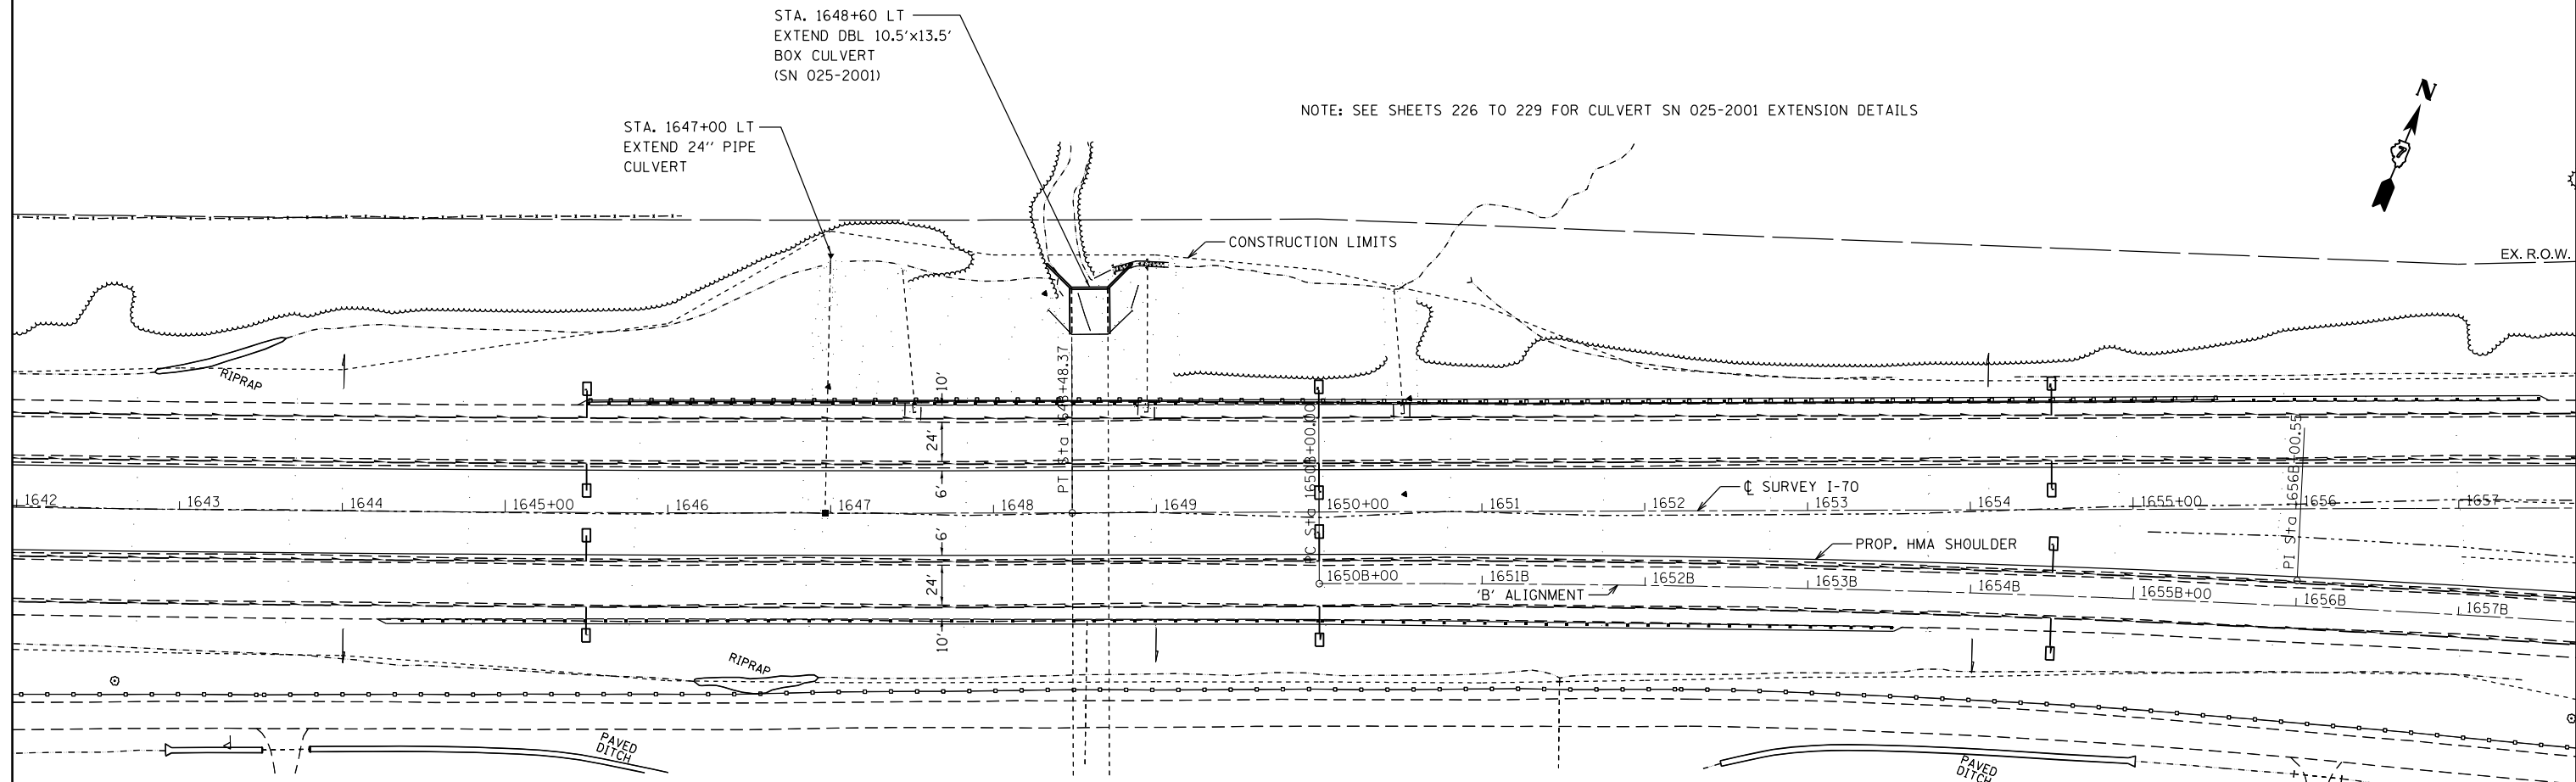 STA. 1648+60 LT
EXTEND DBL 10.5'x13.5'
BOX CULVERT
(SN 025-2001)
STA. 1647+00 LT
EXTEND 24'' PIPE
CULVERT
NOTE: SEE SHEETS 226 TO 229 FOR CULVERT SN 025-2001 EXTENSION DETAILS
N
CONSTRUCTION LIMITS
EX. R.O.W.
RIPRAP
10'
24'
6'
6'
24'
10'
PT Sta 1648+48.37
PC Sta 1650B+00.00
PI Sta 1656B+00.55
1642
1643
1644
1645+00
1646
1647
1648
1649
1650+00
1651
1652
1653
1654
1655+00
1656
1657
℄ SURVEY I-70
PROP. HMA SHOULDER
1650B+00
1651B
1652B
1653B
1654B
1655B+00
1656B
1657B
'B' ALIGNMENT
RIPRAP
PAVED
DITCH
PAVED
DITCH